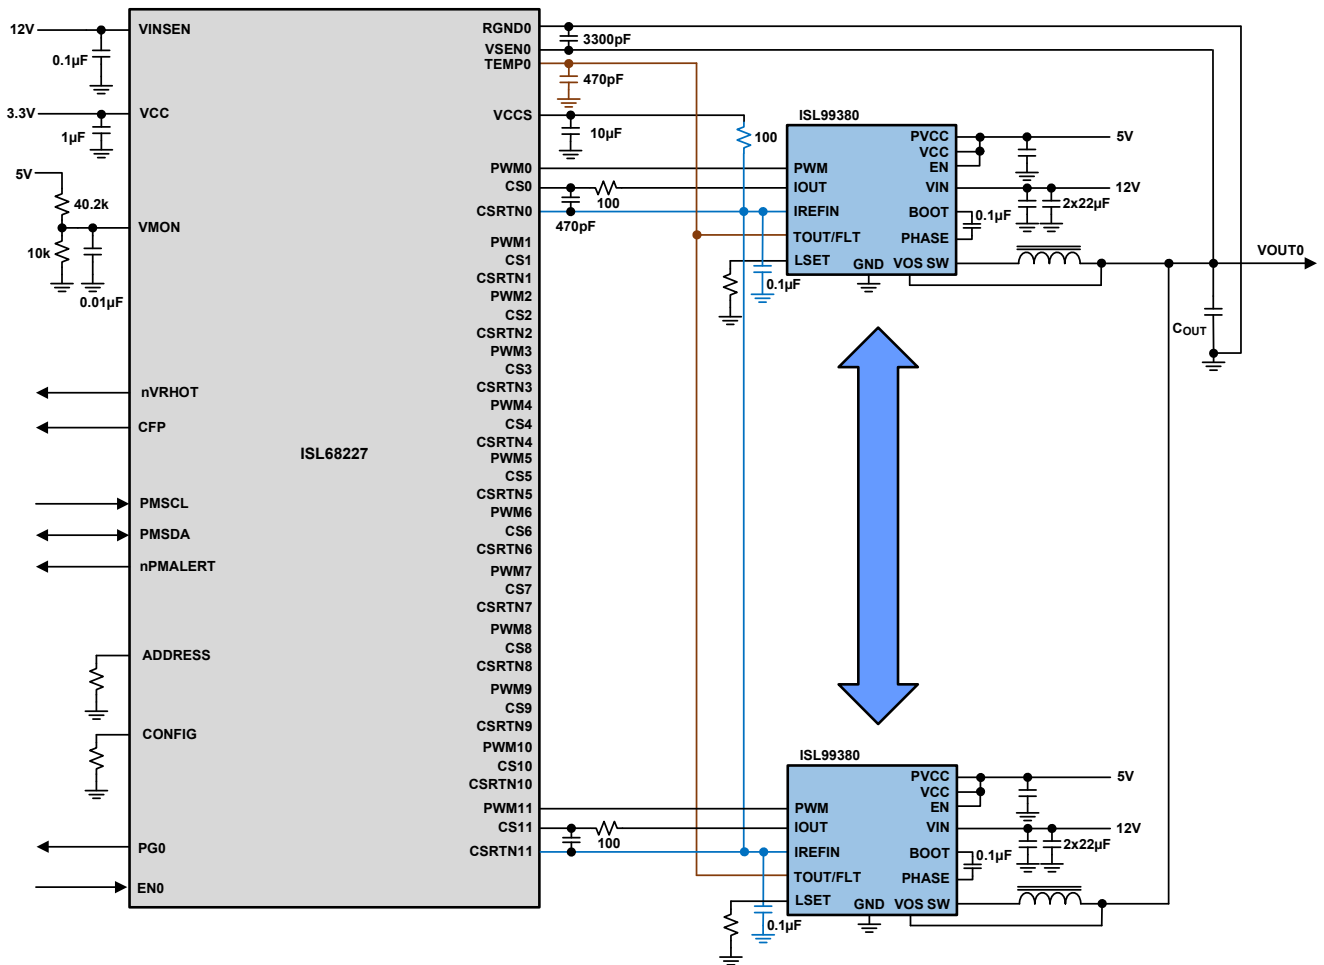 12V
VINSEN
0.1µF
3.3V
VCC
1µF
5V
40.2k
VMON
10k
0.01µF
nVRHOT
CFP
ISL68227
PMSCL
PMSDA
nPMALERT
ADDRESS
CONFIG
PG0
EN0
RGND0
3300pF
VSEN0
TEMP0
470pF
VCCS
10µF
100
PWM0
CS0
100
CSRTN0
470pF
PWM1
CS1
CSRTN1
PWM2
CS2
CSRTN2
PWM3
CS3
CSRTN3
PWM4
CS4
CSRTN4
PWM5
CS5
CSRTN5
PWM6
CS6
CSRTN6
PWM7
CS7
CSRTN7
PWM8
CS8
CSRTN8
PWM9
CS9
CSRTN9
PWM10
CS10
CSRTN10
PWM11
CS11
100
CSRTN11
ISL99380
PVCC
5V
VCC
EN
PWM
IOUT
VIN
12V
2x22µF
IREFIN
BOOT
0.1µF
TOUT/FLT
PHASE
LSET
GND
VOS SW
0.1µF
VOUT0
COUT
ISL99380
PVCC
5V
VCC
EN
PWM
IOUT
VIN
12V
2x22µF
IREFIN
BOOT
0.1µF
TOUT/FLT
PHASE
LSET
GND
VOS SW
0.1µF